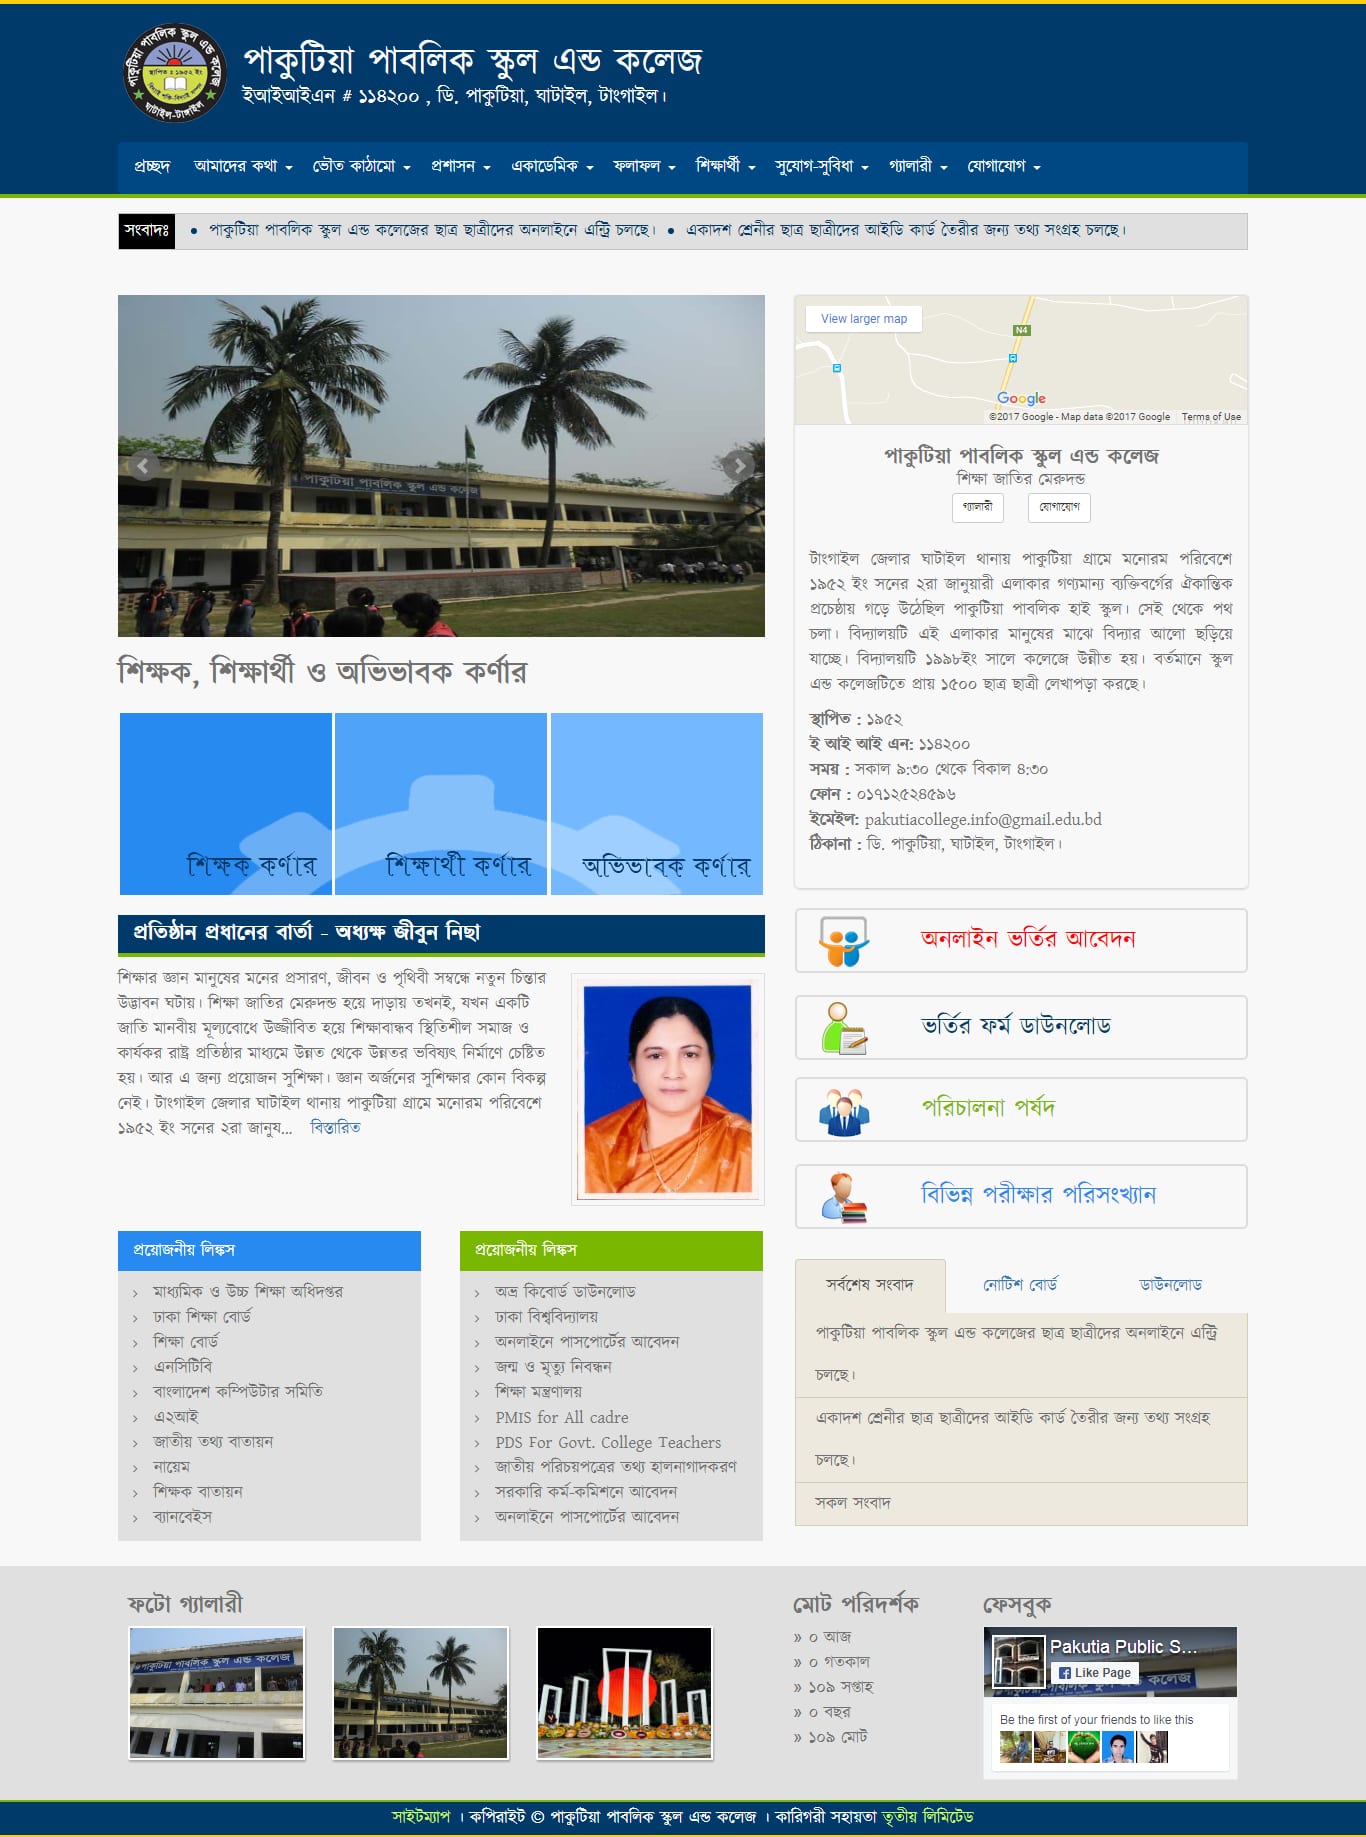 পাকুটিয়া পাবলিক স্কুল এন্ড কলেজ
স্থাপিত ঃ ১৯৫২ ইং
ঘাটাইল-টাঙ্গাইল
পাকুটিয়া পাবলিক স্কুল এন্ড কলেজ
ইআইআইএন # ১১৪২০০ , ডি. পাকুটিয়া, ঘাটাইল, টাংগাইল।
প্রচ্ছদ আমাদের কথা ভৌত কাঠামো প্রশাসন একাডেমিক ফলাফল শিক্ষার্থী সুযোগ-সুবিধা গ্যালারী যোগাযোগ
সংবাদঃ • পাকুটিয়া পাবলিক স্কুল এন্ড কলেজের ছাত্র ছাত্রীদের অনলাইনে এন্ট্রি চলছে। • একাদশ শ্রেনীর ছাত্র ছাত্রীদের আইডি কার্ড তৈরীর জন্য তথ্য সংগ্রহ চলছে।
পাকুটিয়া পাবলিক স্কুল এন্ড কলেজ
শিক্ষক, শিক্ষার্থী ও অভিভাবক কর্ণার
শিক্ষক কর্ণার
শিক্ষার্থী কর্ণার
অভিভাবক কর্ণার
প্রতিষ্ঠান প্রধানের বার্তা - অধ্যক্ষ জীবুন নিছা
শিক্ষার জ্ঞান মানুষের মনের প্রসারণ, জীবন ও পৃথিবী সম্বন্ধে নতুন চিন্তার
উদ্ভাবন ঘটায়। শিক্ষা জাতির মেরুদন্ড হয়ে দাড়ায় তখনই, যখন একটি
জাতি মানবীয় মূল্যবোধে উজ্জীবিত হয়ে শিক্ষাবান্ধব স্থিতিশীল সমাজ ও
কার্যকর রাষ্ট্র প্রতিষ্ঠার মাধ্যমে উন্নত থেকে উন্নতর ভবিষ্যৎ নির্মাণে চেষ্টিত
হয়। আর এ জন্য প্রয়োজন সুশিক্ষা। জ্ঞান অর্জনের সুশিক্ষার কোন বিকল্প
নেই। টাংগাইল জেলার ঘাটাইল থানায় পাকুটিয়া গ্রামে মনোরম পরিবেশে
১৯৫২ ইং সনের ২রা জানুয... বিস্তারিত
প্রয়োজনীয় লিঙ্কস
মাধ্যমিক ও উচ্চ শিক্ষা অধিদপ্তর
ঢাকা শিক্ষা বোর্ড
শিক্ষা বোর্ড
এনসিটিবি
বাংলাদেশ কম্পিউটার সমিতি
এ২আই
জাতীয় তথ্য বাতায়ন
নায়েম
শিক্ষক বাতায়ন
ব্যানবেইস
প্রয়োজনীয় লিঙ্কস
অভ্র কিবোর্ড ডাউনলোড
ঢাকা বিশ্ববিদ্যালয়
অনলাইনে পাসপোর্টের আবেদন
জন্ম ও মৃত্যু নিবন্ধন
শিক্ষা মন্ত্রণালয়
PMIS for All cadre
PDS For Govt. College Teachers
জাতীয় পরিচয়পত্রের তথ্য হালনাগাদকরণ
সরকারি কর্ম-কমিশনে আবেদন
অনলাইনে পাসপোর্টের আবেদন
View larger map
N4
Google
©2017 Google - Map data ©2017 Google Terms of Use
পাকুটিয়া পাবলিক স্কুল এন্ড কলেজ
শিক্ষা জাতির মেরুদন্ড
গ্যালারী যোগাযোগ
টাংগাইল জেলার ঘাটাইল থানায় পাকুটিয়া গ্রামে মনোরম পরিবেশে
১৯৫২ ইং সনের ২রা জানুয়ারী এলাকার গণ্যমান্য ব্যক্তিবর্গের ঐকান্তিক
প্রচেষ্ঠায় গড়ে উঠেছিল পাকুটিয়া পাবলিক হাই স্কুল। সেই থেকে পথ
চলা। বিদ্যালয়টি এই এলাকার মানুষের মাঝে বিদ্যার আলো ছড়িয়ে
যাচ্ছে। বিদ্যালয়টি ১৯৯৮ইং সালে কলেজে উন্নীত হয়। বর্তমানে স্কুল
এন্ড কলেজটিতে প্রায় ১৫০০ ছাত্র ছাত্রী লেখাপড়া করছে।
স্থাপিত : ১৯৫২
ই আই আই এন: ১১৪২০০
সময় : সকাল ৯:৩০ থেকে বিকাল ৪:৩০
ফোন : ০১৭১২৫২৪৫৯৬
ইমেইল: pakutiacollege.info@gmail.edu.bd
ঠিকানা : ডি. পাকুটিয়া, ঘাটাইল, টাংগাইল।
অনলাইন ভর্তির আবেদন
ভর্তির ফর্ম ডাউনলোড
পরিচালনা পর্ষদ
বিভিন্ন পরীক্ষার পরিসংখ্যান
সর্বশেষ সংবাদ নোটিশ বোর্ড ডাউনলোড
পাকুটিয়া পাবলিক স্কুল এন্ড কলেজের ছাত্র ছাত্রীদের অনলাইনে এন্ট্রি
চলছে।
একাদশ শ্রেনীর ছাত্র ছাত্রীদের আইডি কার্ড তৈরীর জন্য তথ্য সংগ্রহ
চলছে।
সকল সংবাদ
ফটো গ্যালারী
পাকুটিয়া পাবলিক স্কুল এন্ড কলেজ
মোট পরিদর্শক
» ০ আজ
» ০ গতকাল
» ১০৯ সপ্তাহ
» ০ বছর
» ১০৯ মোট
ফেসবুক
Pakutia Public S...
Like Page
Be the first of your friends to like this
সাইটম্যাপ । কপিরাইট © পাকুটিয়া পাবলিক স্কুল এন্ড কলেজ । কারিগরী সহায়তা তৃতীয় লিমিটেড